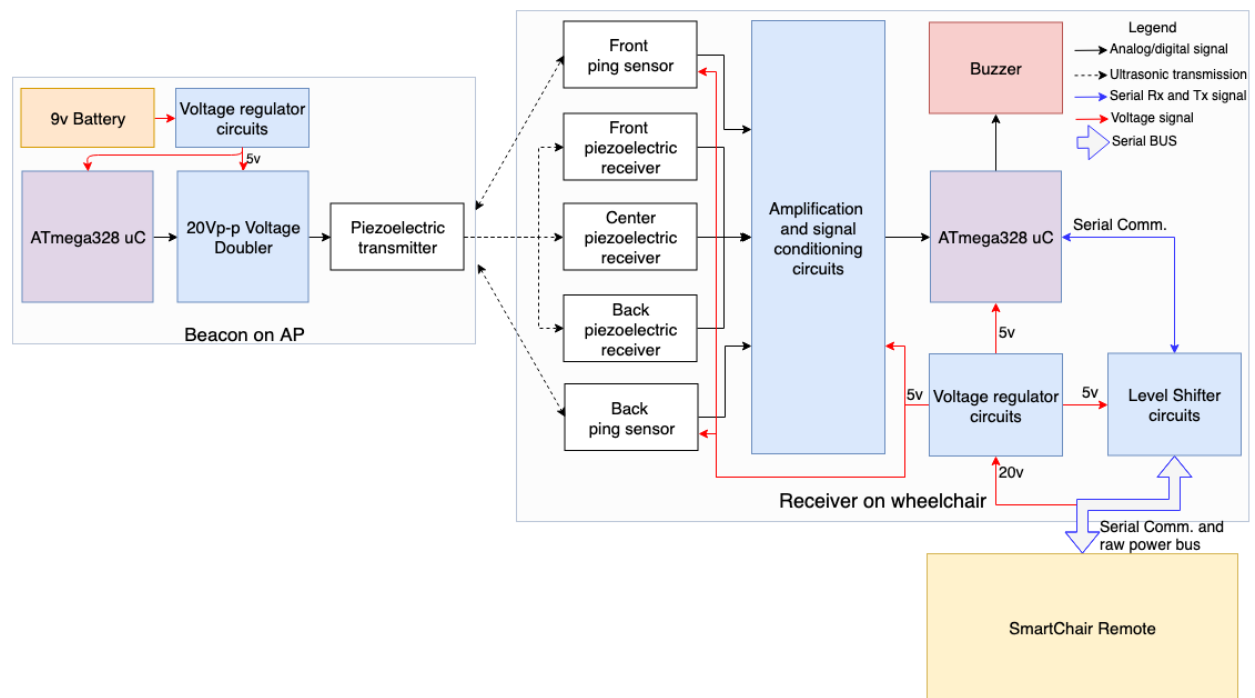 Front
ping sensor
Buzzer
Legend
Analog/digital signal
Ultrasonic transmission
Serial Rx and Tx signal
Voltage signal
Serial BUS
9v Battery
Voltage regulator
circuits
5v
ATmega328 uC
20Vp-p Voltage
Doubler
Piezoelectric
transmitter
Beacon on AP
Front
piezoelectric
receiver
Center
piezoelectric
receiver
Back
piezoelectric
receiver
Back
ping sensor
Amplification
and signal
conditioning
circuits
ATmega328 uC
Serial Comm.
5v
5v
Voltage regulator
circuits
5v
Level Shifter
circuits
20v
Receiver on wheelchair
Serial Comm. and
raw power bus
SmartChair Remote